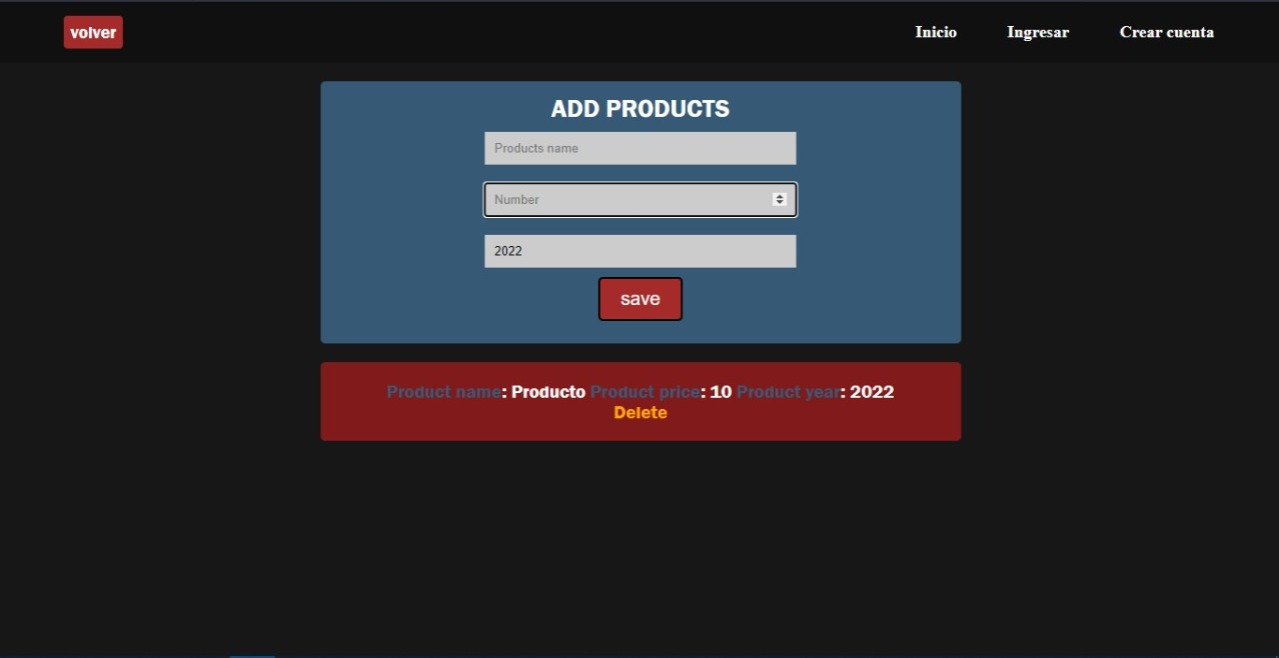 volver Inicio Ingresar Crear cuenta
ADD PRODUCTS
Products name
Number
2022
save
Product name: Producto Product price: 10 Product year: 2022
Delete